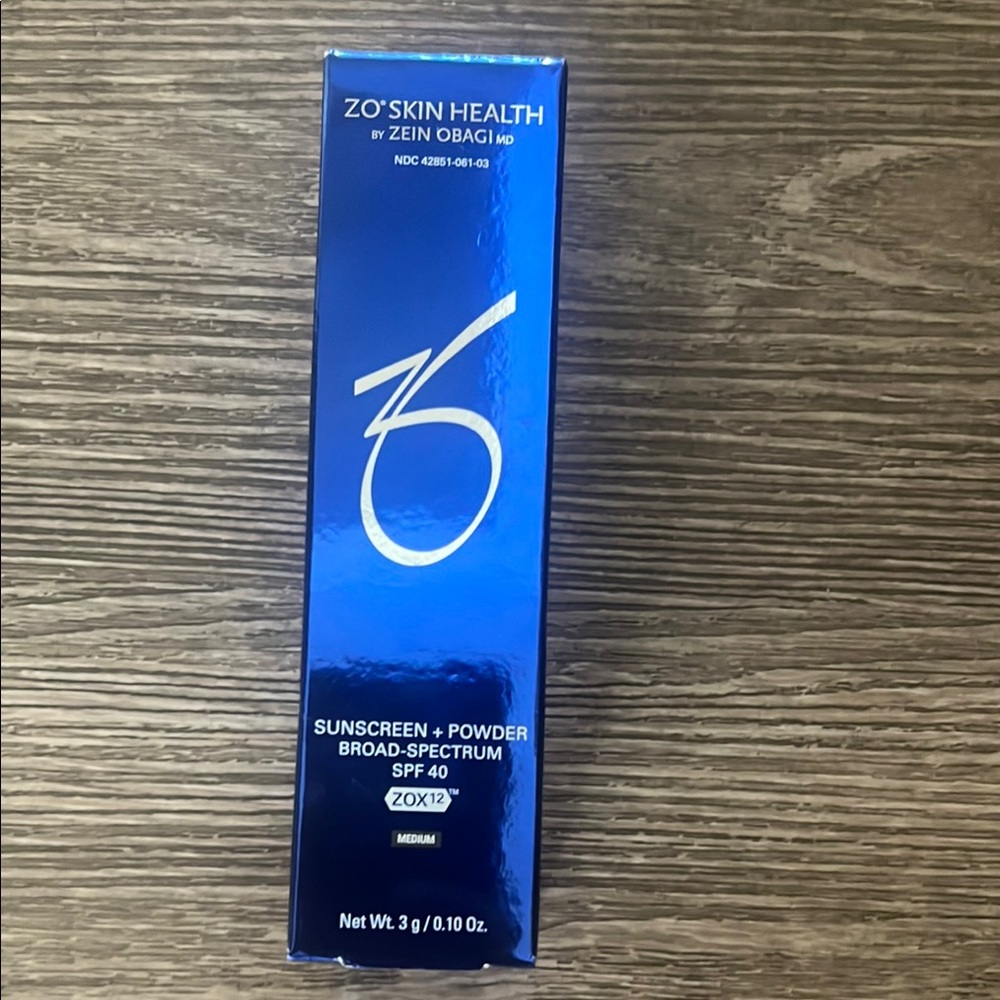 ZO® SKIN HEALTH
BY ZEIN OBAGI MD
NDC 42851-061-03
SUNSCREEN + POWDER
BROAD-SPECTRUM
SPF 40
ZOX12™
MEDIUM
Net Wt. 3 g / 0.10 Oz.